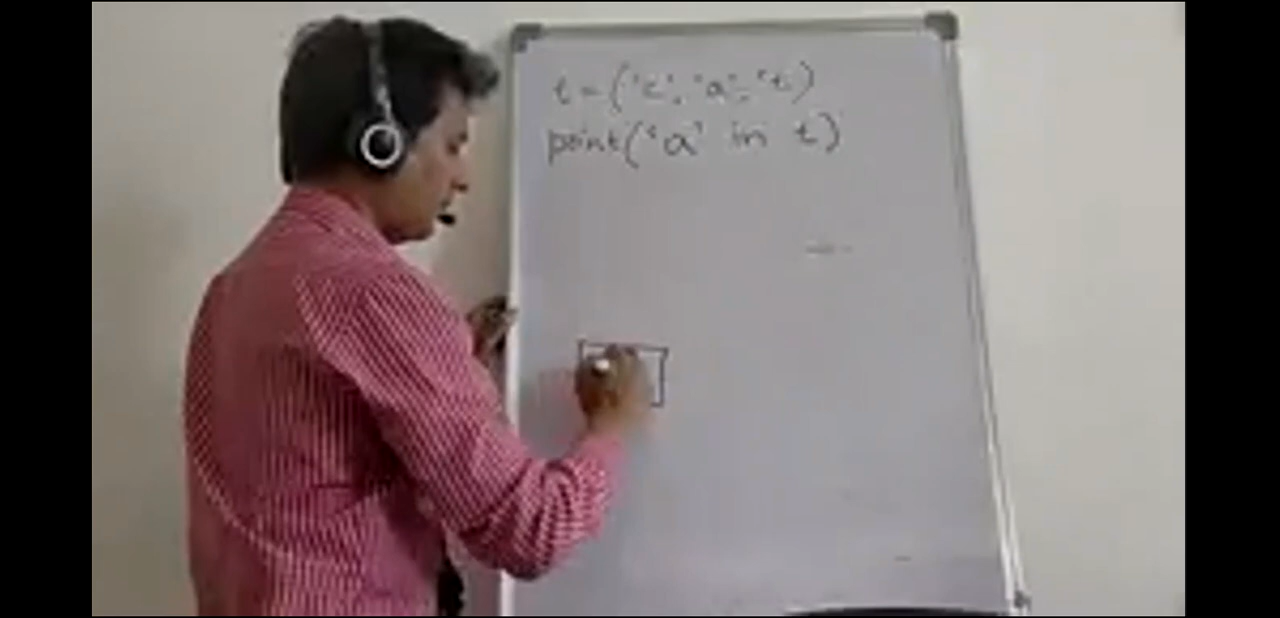 t = ('c', 'a', 't')
print('a' in t)